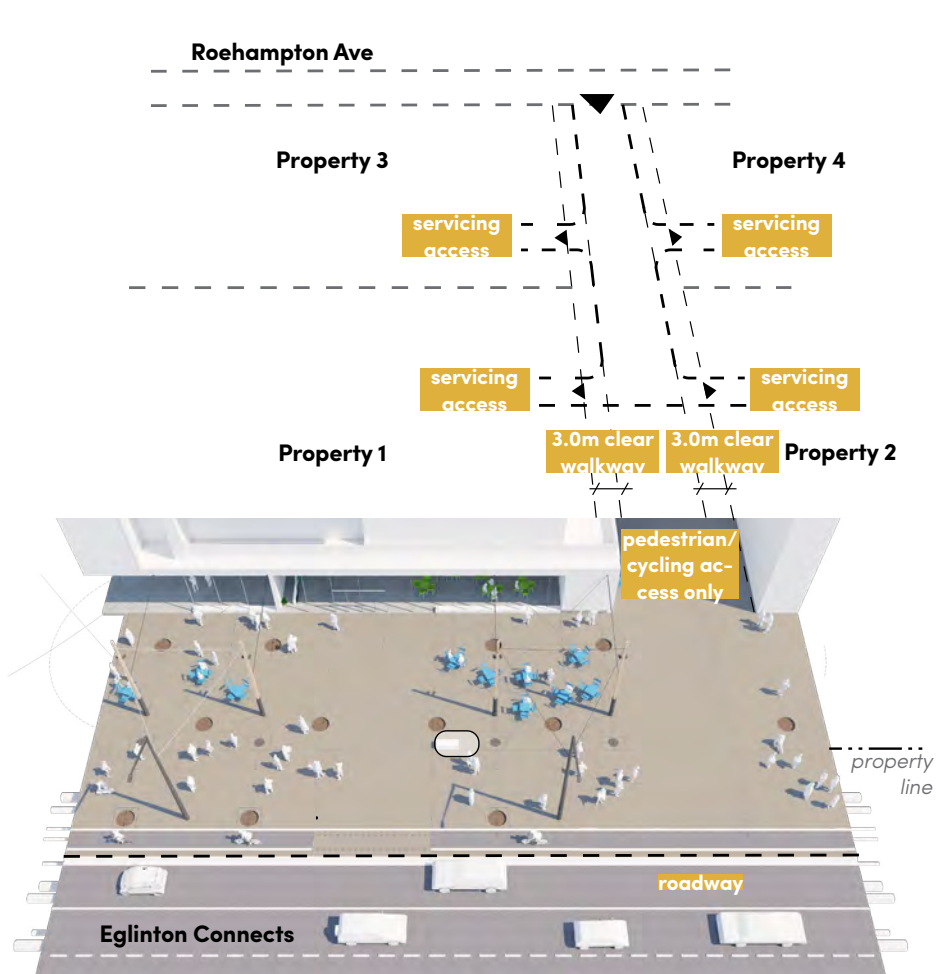 Roehampton Ave
Property 3
Property 4
servicing
access
servicing
access
servicing
access
servicing
access
Property 1
3.0m clear
walkway
3.0m clear
walkway
Property 2
pedestrian/
cycling ac-
cess only
property
line
roadway
Eglinton Connects